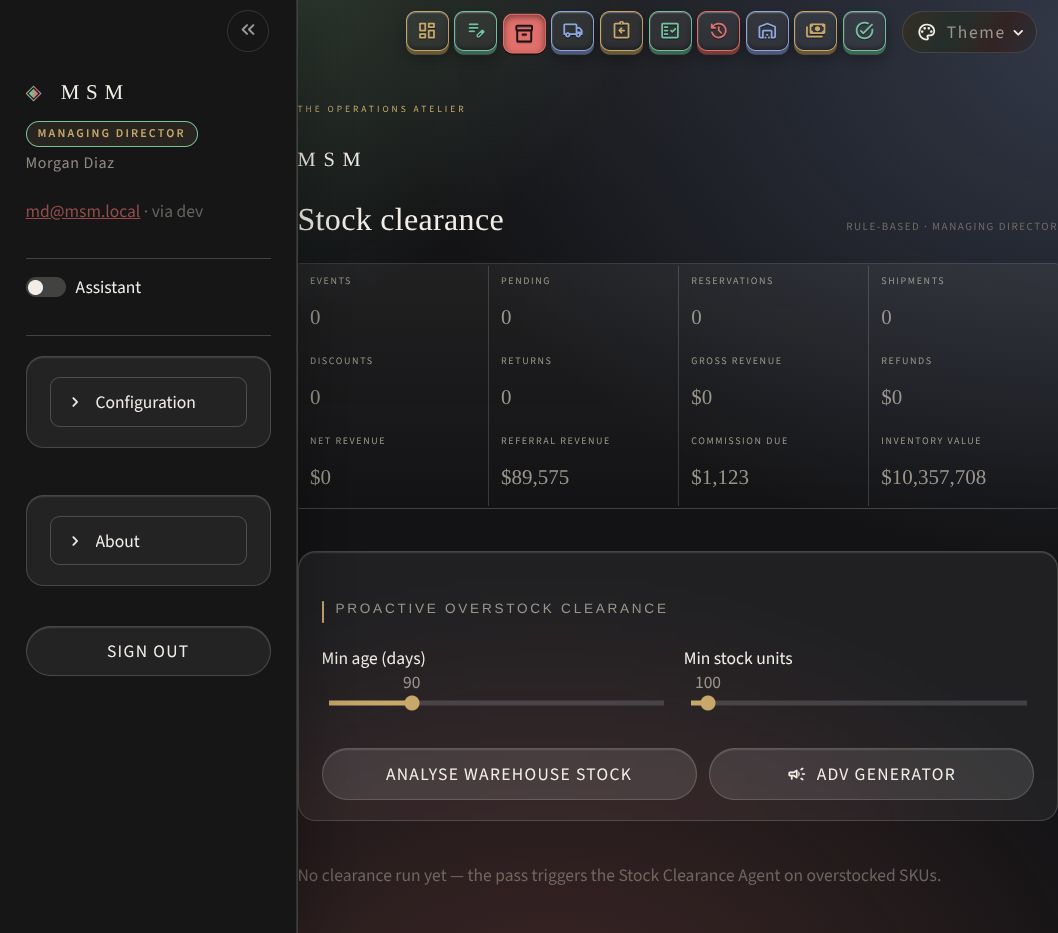 Theme
MSM
MANAGING DIRECTOR
Morgan Diaz
md@msm.local · via dev
Assistant
Configuration
About
SIGN OUT
THE OPERATIONS ATELIER
MSM
Stock clearance
RULE-BASED · MANAGING DIRECTOR
EVENTS PENDING RESERVATIONS SHIPMENTS
0 0 0 0
DISCOUNTS RETURNS GROSS REVENUE REFUNDS
0 0 $0 $0
NET REVENUE REFERRAL REVENUE COMMISSION DUE INVENTORY VALUE
$0 $89,575 $1,123 $10,357,708
PROACTIVE OVERSTOCK CLEARANCE
Min age (days) Min stock units
90 100
ANALYSE WAREHOUSE STOCK ADV GENERATOR
No clearance run yet — the pass triggers the Stock Clearance Agent on overstocked SKUs.